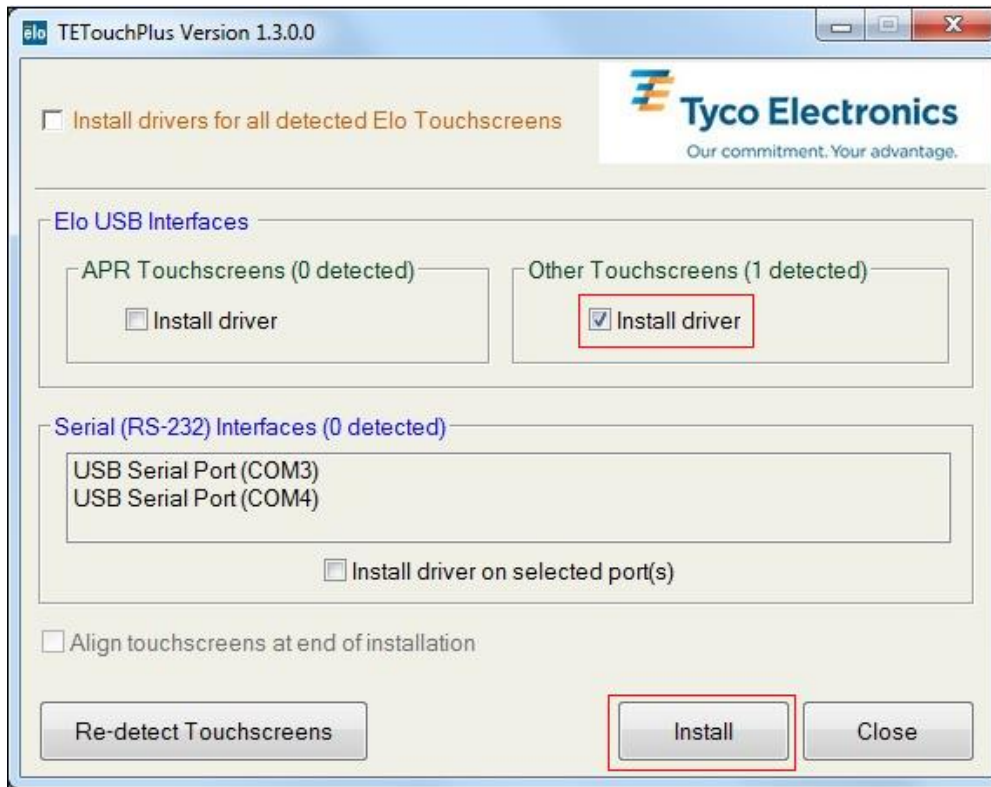 elo TETouchPlus Version 1.3.0.0
Install drivers for all detected Elo Touchscreens
Tyco Electronics
Our commitment. Your advantage.
Elo USB Interfaces
APR Touchscreens (0 detected)
Install driver
Other Touchscreens (1 detected)
Install driver
Serial (RS-232) Interfaces (0 detected)
USB Serial Port (COM3)
USB Serial Port (COM4)
Install driver on selected port(s)
Align touchscreens at end of installation
Re-detect Touchscreens
Install
Close